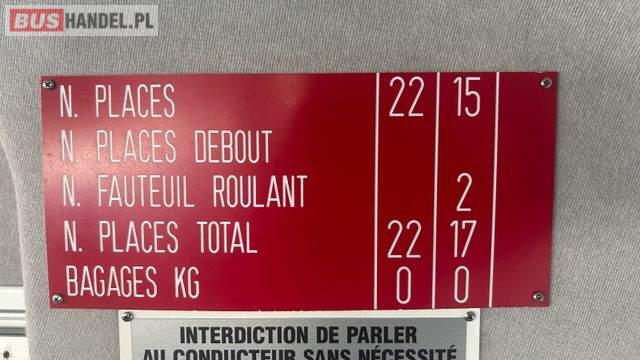 BUSHANDEL.PL
N. PLACES 22 15
N. PLACES DEBOUT
N. FAUTEUIL ROULANT 2
N. PLACES TOTAL 22 17
BAGAGES KG 0 0
INTERDICTION DE PARLER
AU CONDUCTEUR SANS NÉCESSITÉ